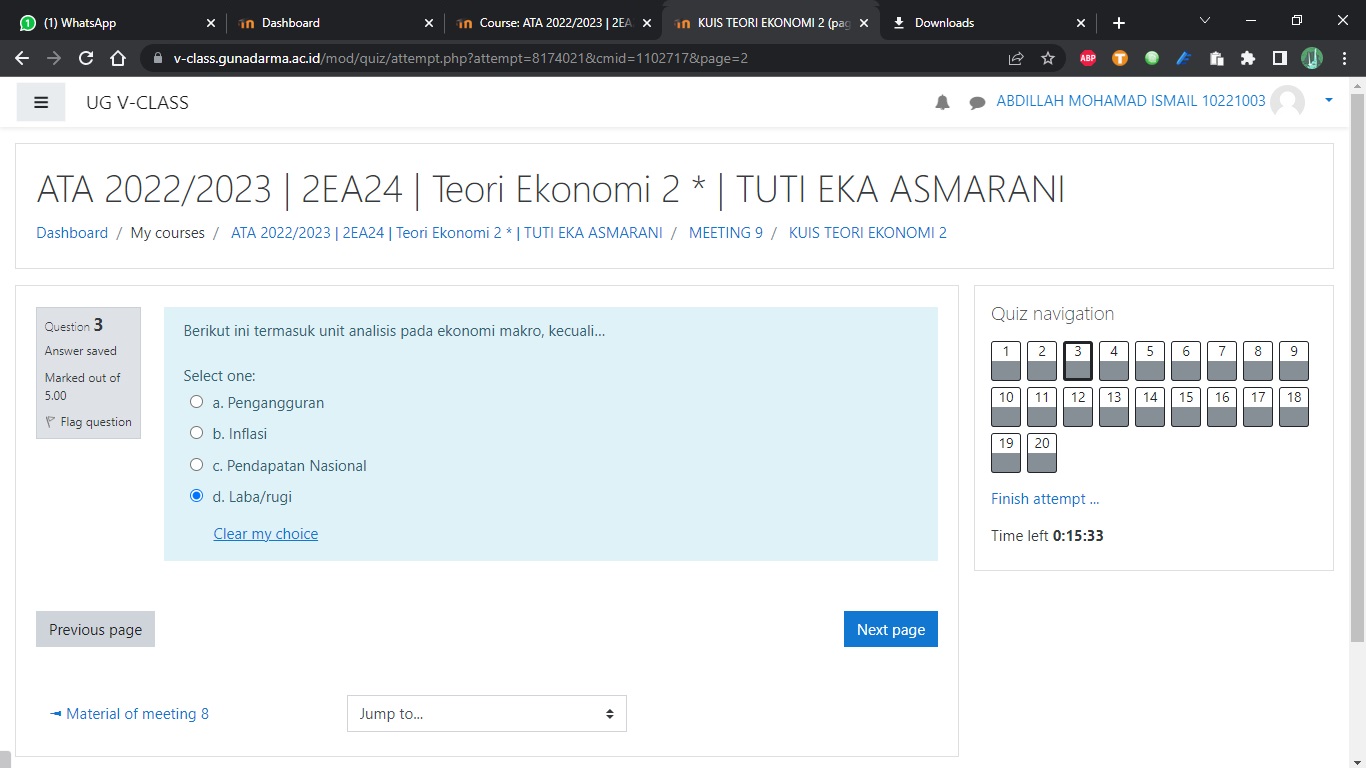 (1) WhatsApp
Dashboard
Course: ATA 2022/2023 | 2EA
KUIS TEORI EKONOMI 2 (pag
Downloads
v-class.gunadarma.ac.id/mod/quiz/attempt.php?attempt=8174021&cmid=1102717&page=2
ABP
T
UG V-CLASS
ABDILLAH MOHAMAD ISMAIL 10221003
ATA 2022/2023 | 2EA24 | Teori Ekonomi 2 * | TUTI EKA ASMARANI
Dashboard / My courses / ATA 2022/2023 | 2EA24 | Teori Ekonomi 2 * | TUTI EKA ASMARANI / MEETING 9 / KUIS TEORI EKONOMI 2
Question 3
Answer saved
Marked out of
5.00
Flag question
Berikut ini termasuk unit analisis pada ekonomi makro, kecuali...
Select one:
a. Pengangguran
b. Inflasi
c. Pendapatan Nasional
d. Laba/rugi
Clear my choice
Previous page
Next page
◄ Material of meeting 8
Jump to...
Quiz navigation
1 2 3 4 5 6 7 8 9
10 11 12 13 14 15 16 17 18
19 20
Finish attempt ...
Time left 0:15:33